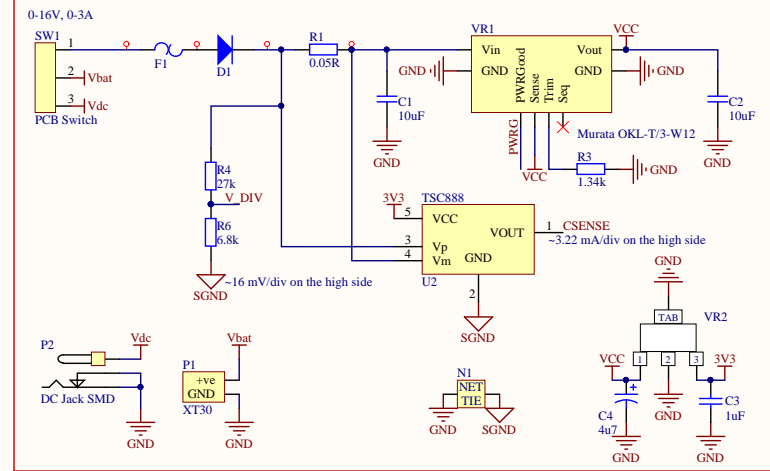 0-16V, 0-3A
SW1
1
2
Vbat
3
Vdc
PCB Switch
F1
D1
R1
0.05R
C1
10uF
GND
VR1
Vin
GND
GND
PWRGood
Sense
Trim
Seq
Vout
GND
GND
VCC
C2
10uF
GND
Murata OKL-T/3-W12
PWRG
VCC
R3
1.34k
GND
R4
27k
V_DIV
R6
6.8k
SGND
~16 mV/div on the high side
TSC888
3V3
5
VCC
3
Vp
4
Vm
VOUT
GND
1
CSENSE
~3.22 mA/div on the high side
U2
2
SGND
GND
TAB
VR2
1
2
3
VCC
3V3
C4
4u7
GND
GND
C3
1uF
GND
P2
Vdc
DC Jack SMD
GND
P1
Vbat
+ve
GND
XT30
GND
N1
NET
TIE
GND
SGND